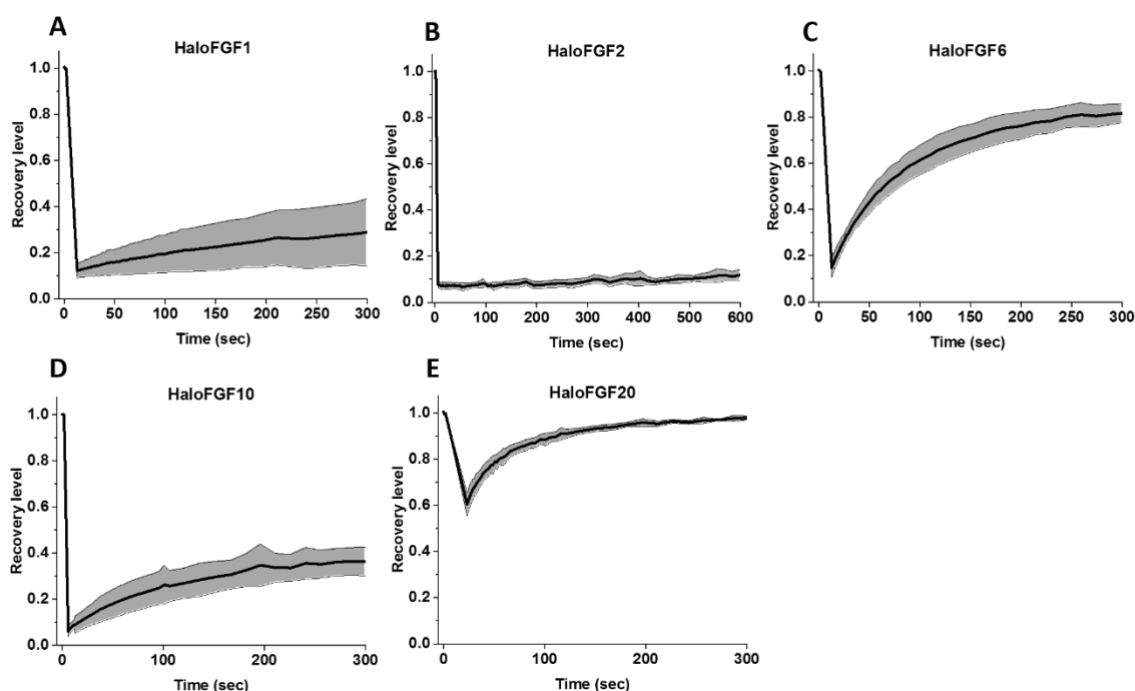 A
HaloFGF1
Recovery level
1.0
0.8
0.6
0.4
0.2
0.0
0 50 100 150 200 250 300
Time (sec)
B
HaloFGF2
Recovery level
1.0
0.8
0.6
0.4
0.2
0.0
0 100 200 300 400 500 600
Time (sec)
C
HaloFGF6
Recovery level
1.0
0.8
0.6
0.4
0.2
0.0
0 50 100 150 200 250 300
Time (sec)
D
HaloFGF10
Recovery level
1.0
0.8
0.6
0.4
0.2
0.0
0 100 200 300
Time (sec)
E
HaloFGF20
Recovery level
1.0
0.8
0.6
0.4
0.2
0.0
0 100 200 300
Time (sec)